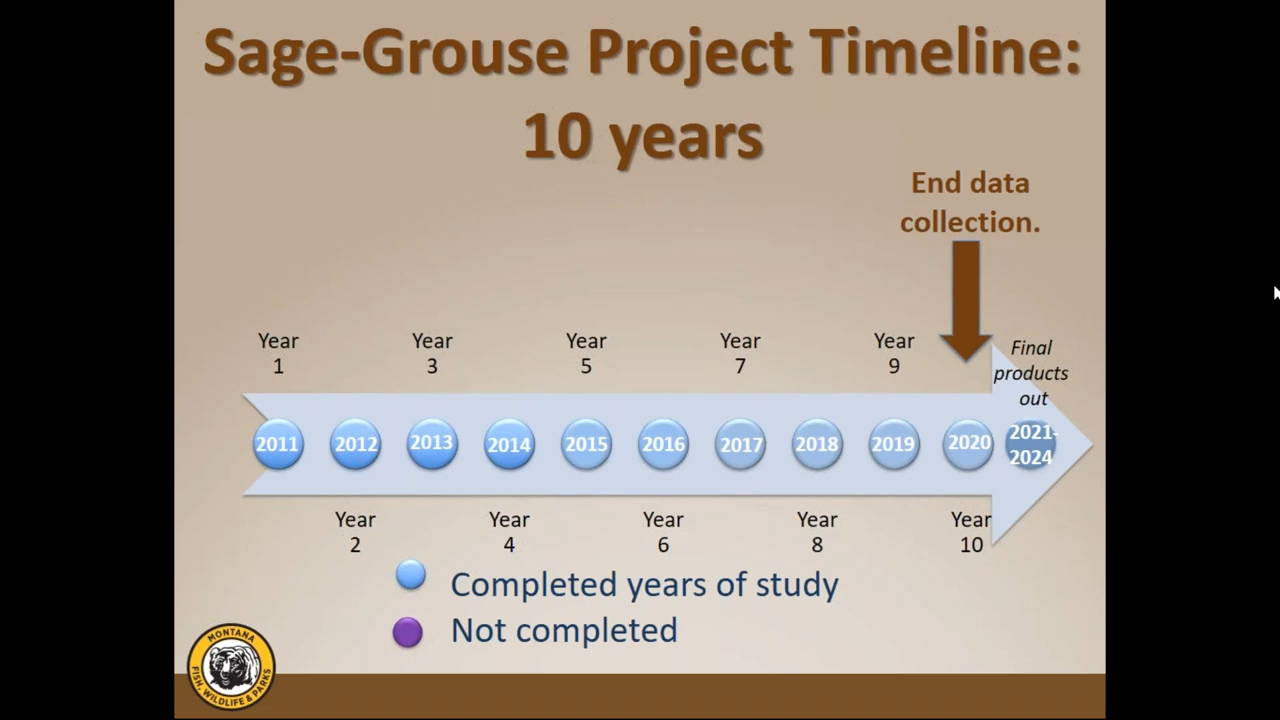 Sage-Grouse Project Timeline:
10 years
End data
collection.
Year
1
Year
3
Year
5
Year
7
Year
9
Final
products
out
2011
2012
2013
2014
2015
2016
2017
2018
2019
2020
2021-
2024
Year
2
Year
4
Year
6
Year
8
Year
10
Completed years of study
Not completed
MONTANA
FISH, WILDLIFE & PARKS